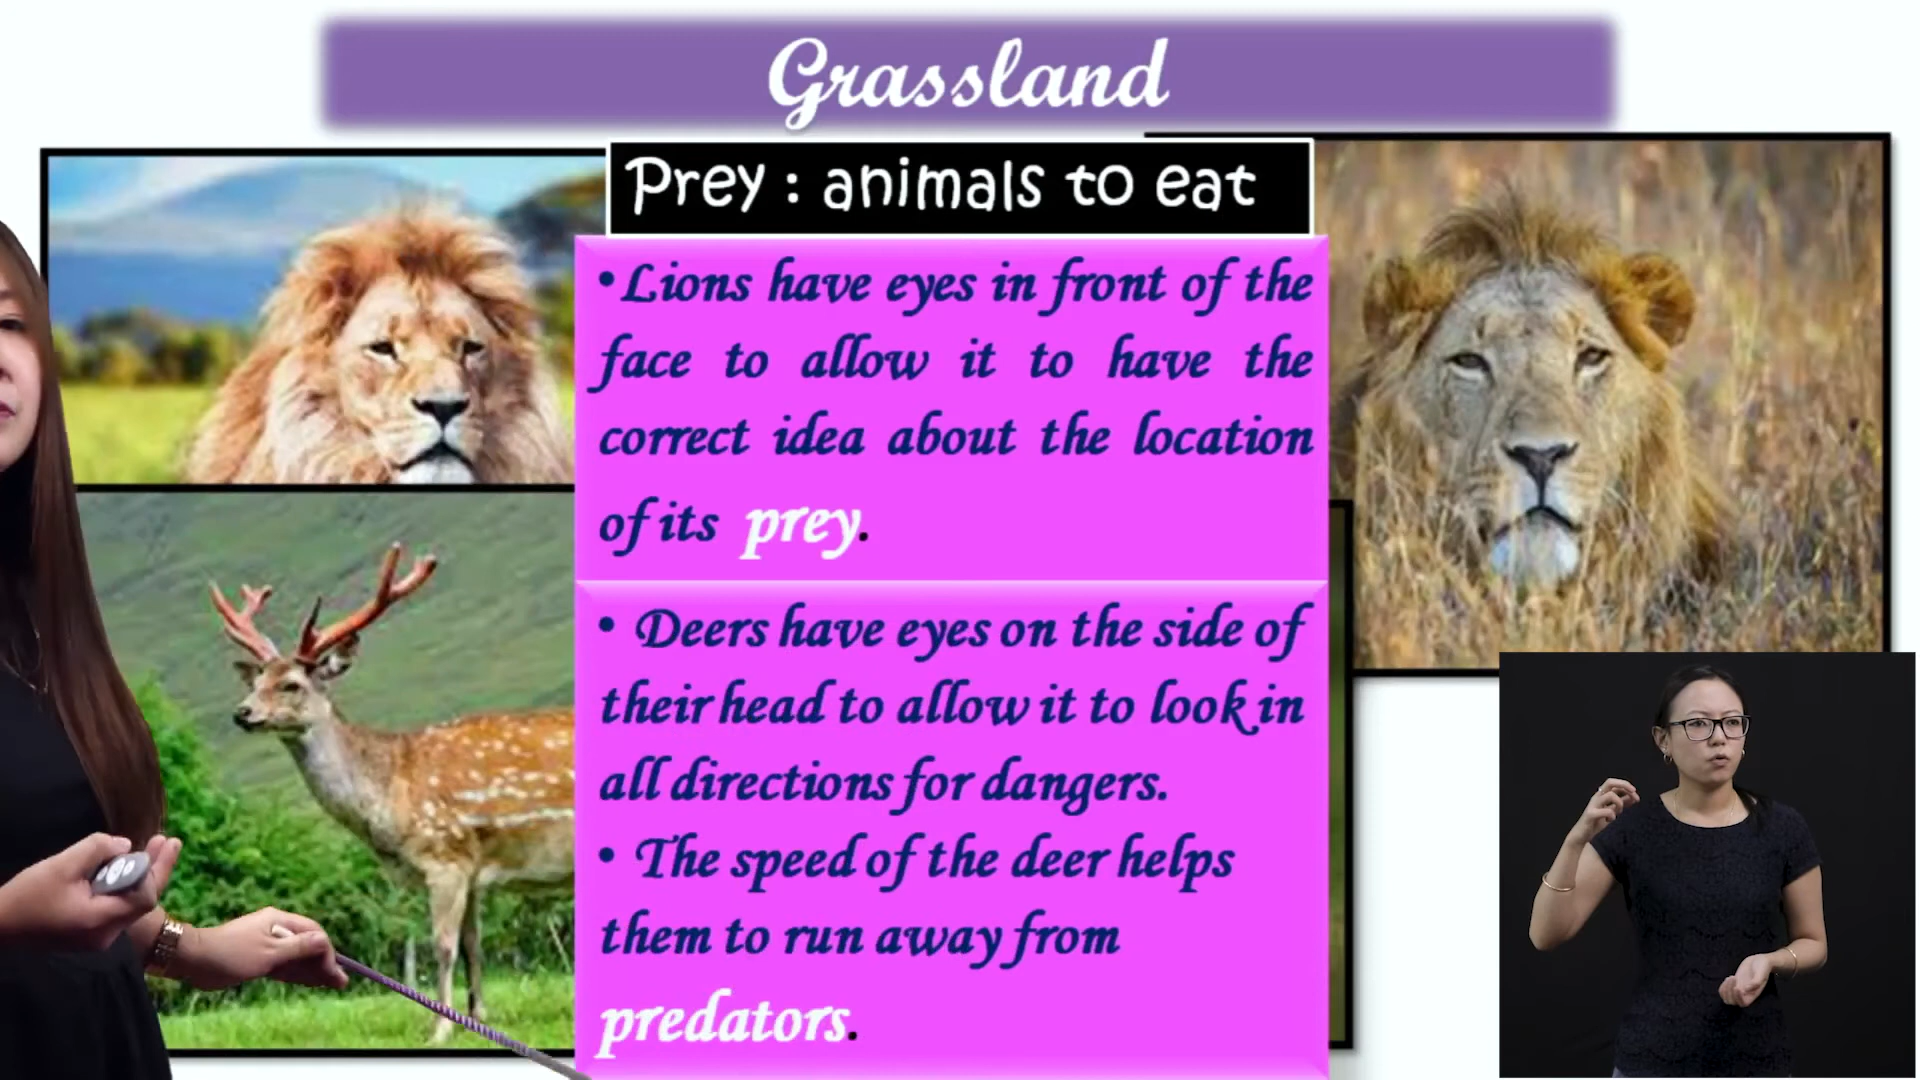 Grassland
Prey : animals to eat
•Lions have eyes in front of the
face to allow it to have the
correct idea about the location
of its prey.
• Deers have eyes on the side of
their head to allow it to look in
all directions for dangers.
• The speed of the deer helps
them to run away from
predators.